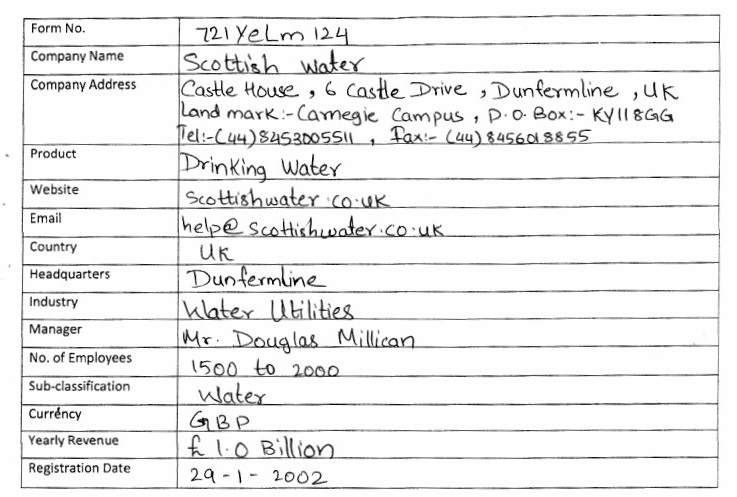 Form No. 721YeLm124
Company Name Scottish Water
Company Address Castle House, 6 Castle Drive, Dunfermline, UK
Land mark:- Carnegie Campus, P.O. Box:- KY118GG
Tel:-(44)8453005511, Fax:- (44)8456018855
Product Drinking Water
Website Scottishwater.co.uk
Email help@scottishwater.co.uk
Country UK
Headquarters Dunfermline
Industry Water Utilities
Manager Mr. Douglas Millican
No. of Employees 1500 to 2000
Sub-classification Water
Currency GBP
Yearly Revenue £ 1.0 Billion
Registration Date 29-1-2002